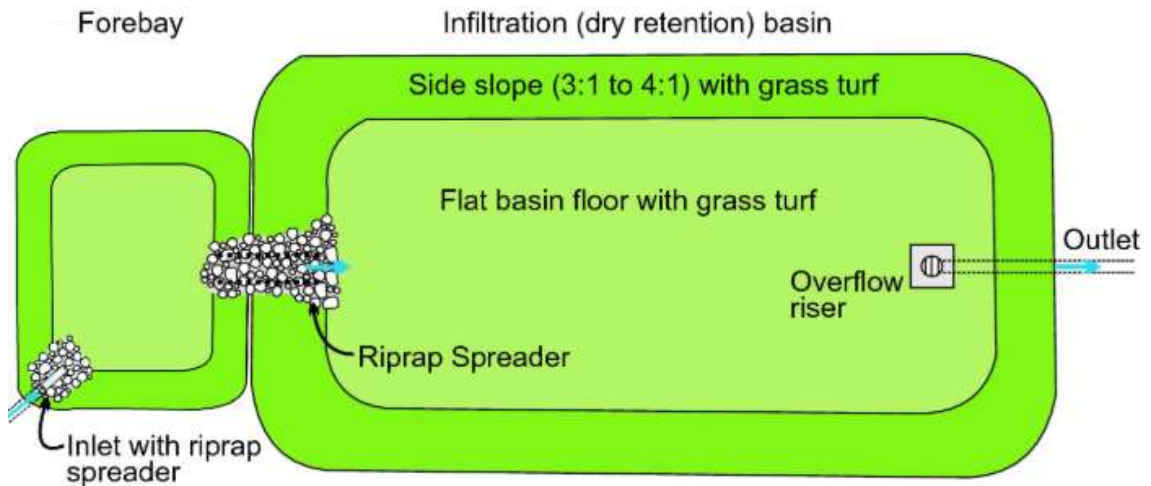 Forebay
Infiltration (dry retention) basin
Side slope (3:1 to 4:1) with grass turf
Flat basin floor with grass turf
Outlet
Overflow
riser
Riprap Spreader
Inlet with riprap
spreader